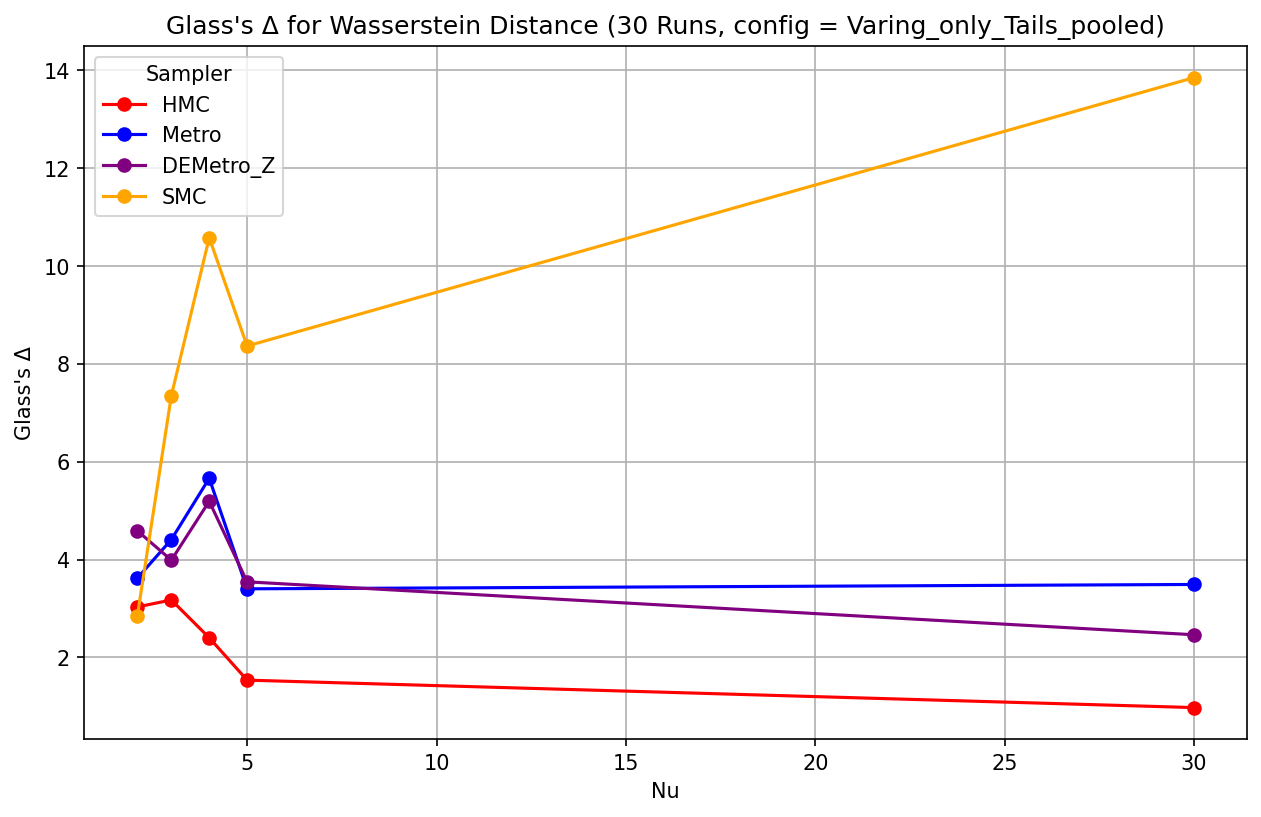 Glass's Δ for Wasserstein Distance (30 Runs, config = Varing_only_Tails_pooled)
Sampler
HMC
Metro
DEMetro_Z
SMC
14
12
10
8
6
4
2
Glass's Δ
5
10
15
20
25
30
Nu